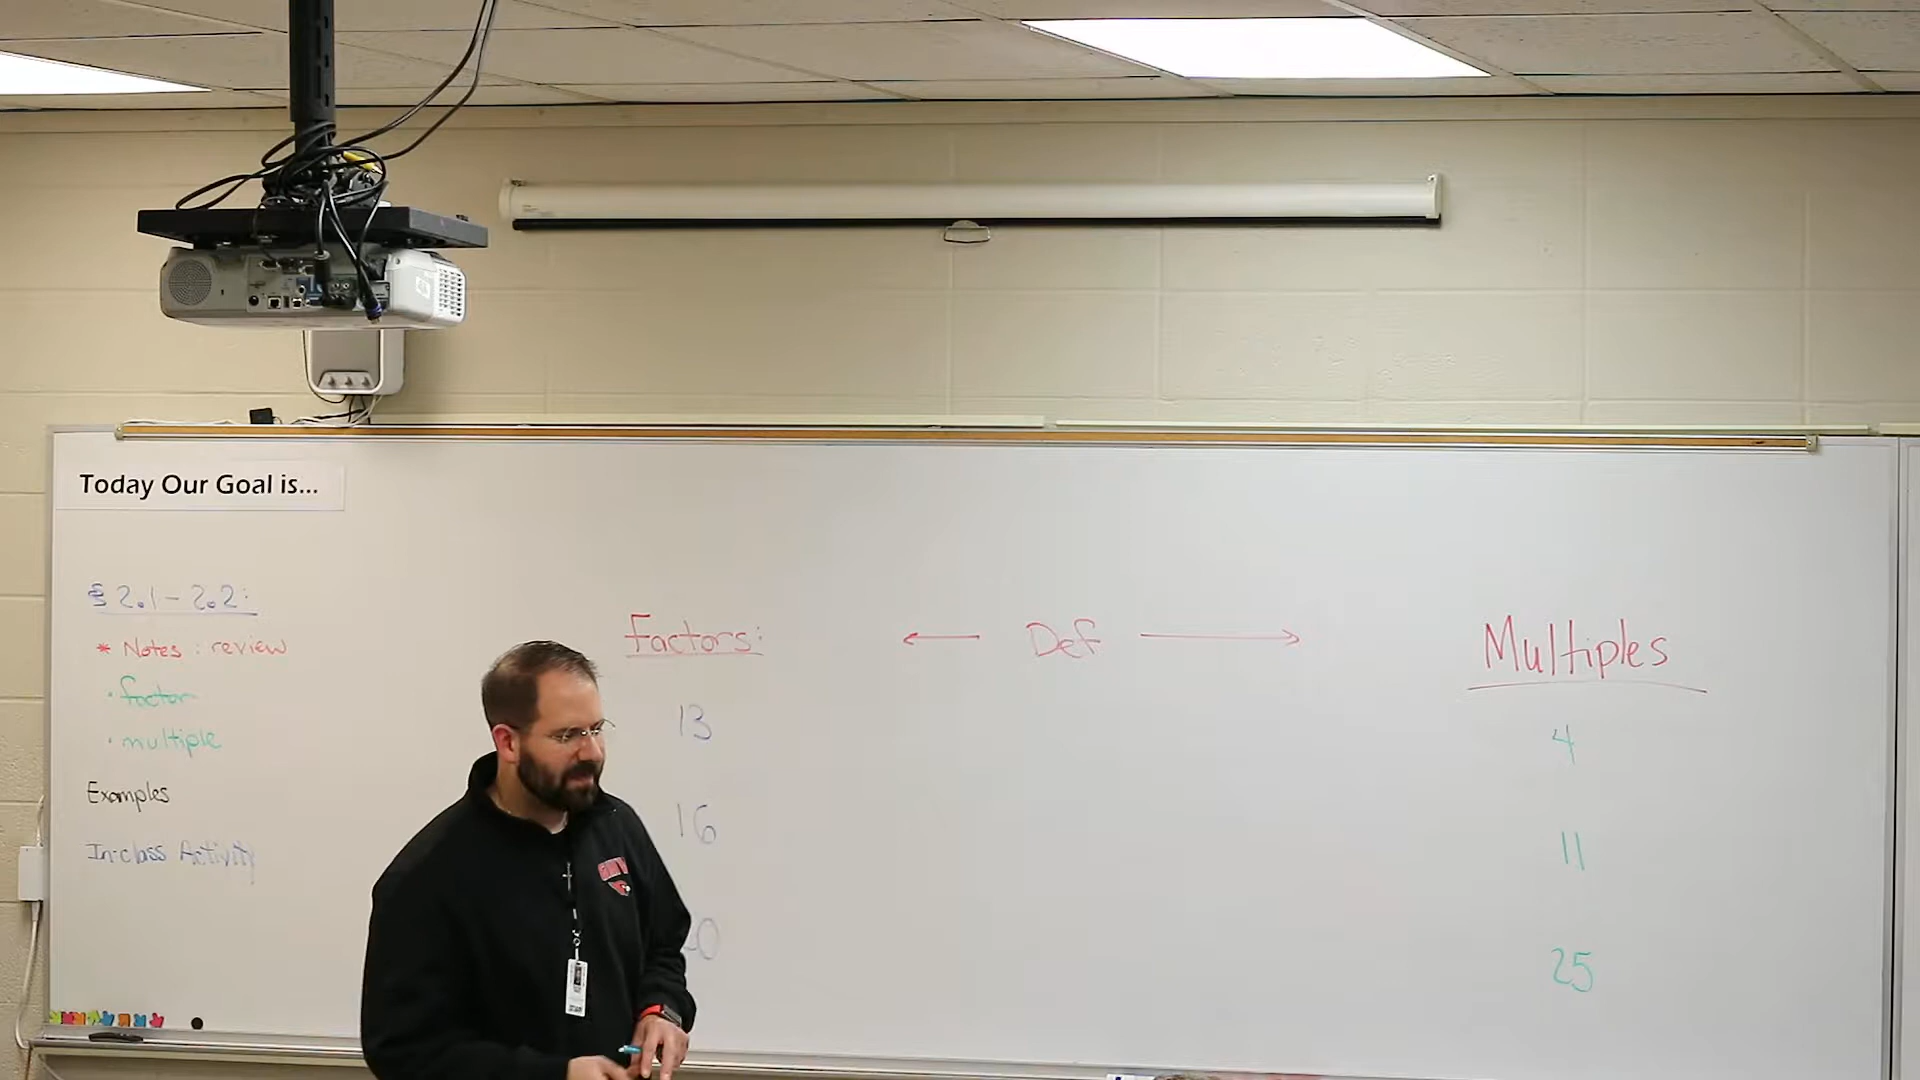 Today Our Goal is...
§ 2.1 - 2.2:
* Notes : review
· factor
· multiple
Examples
In-class Activity
Factors:
13
16
← Def →
Multiples
4
11
25